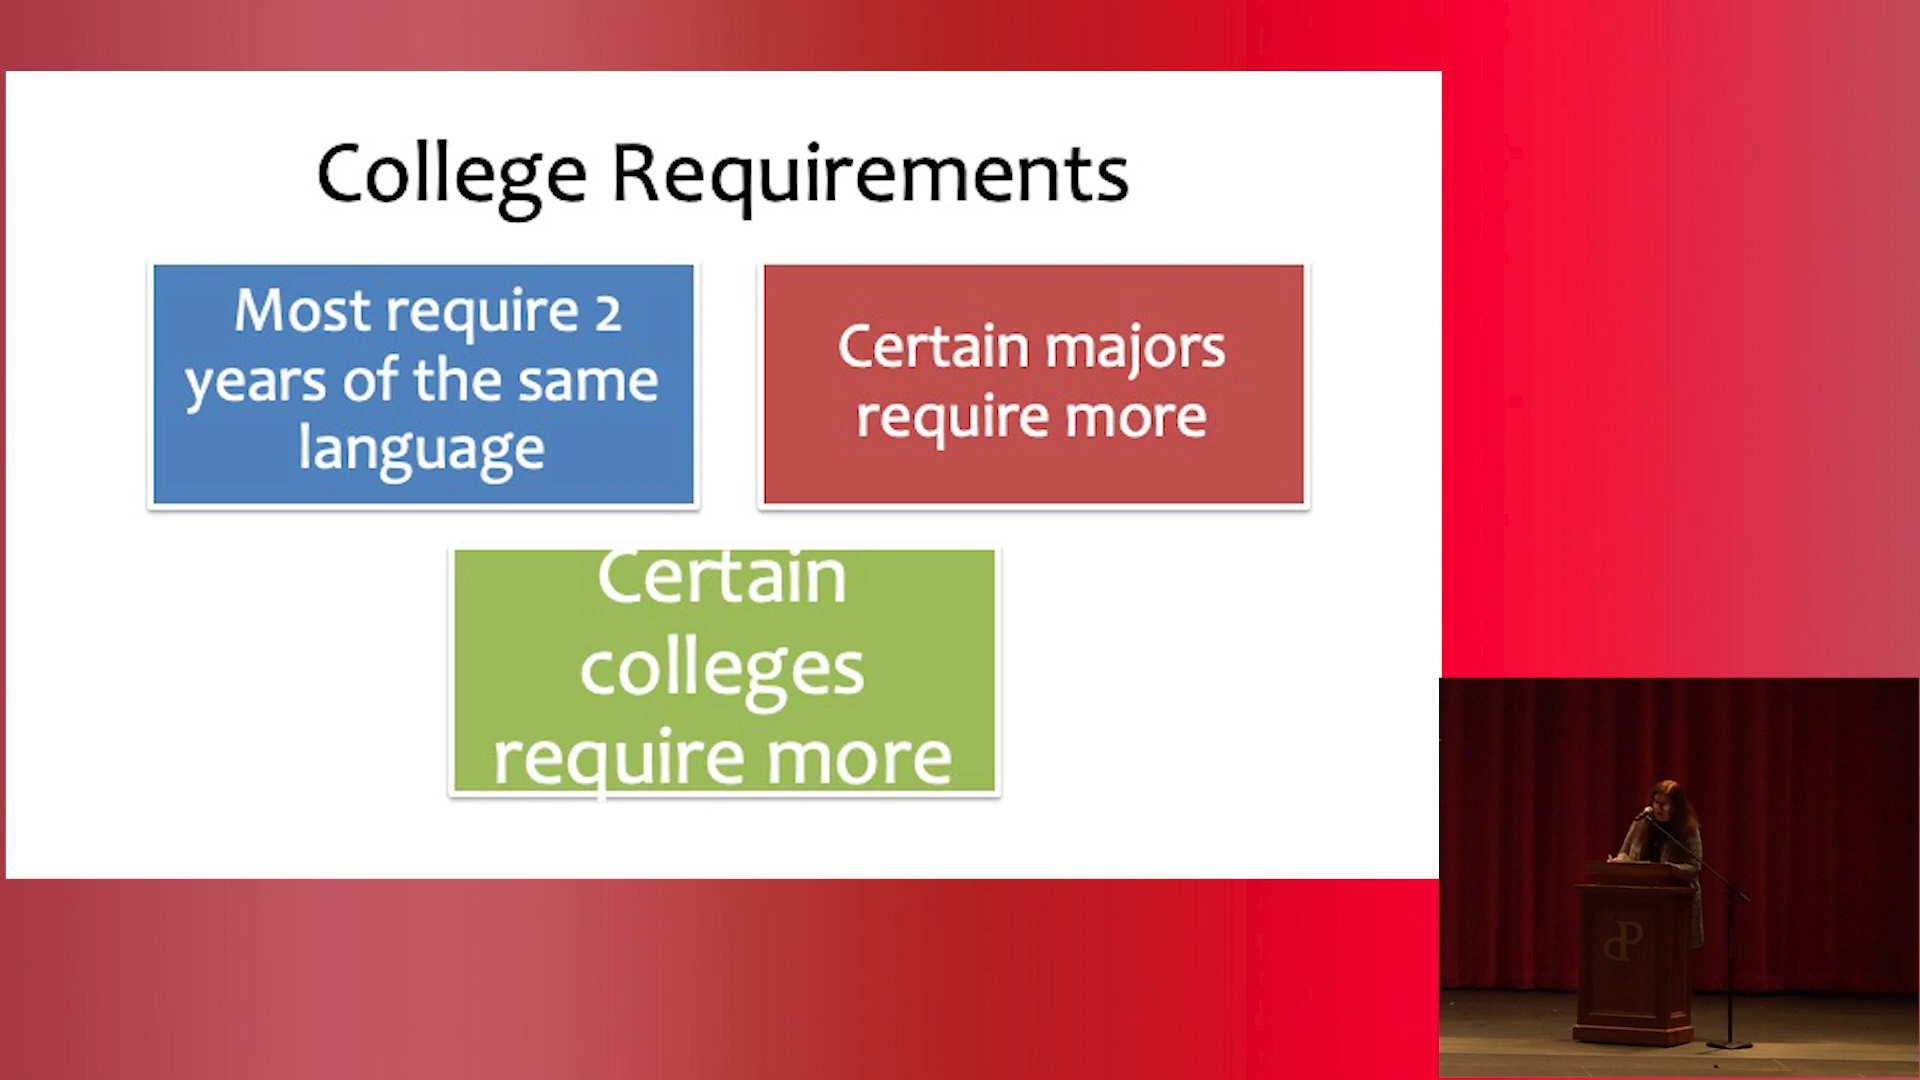 College Requirements
Most require 2
years of the same
language
Certain majors
require more
Certain
colleges
require more